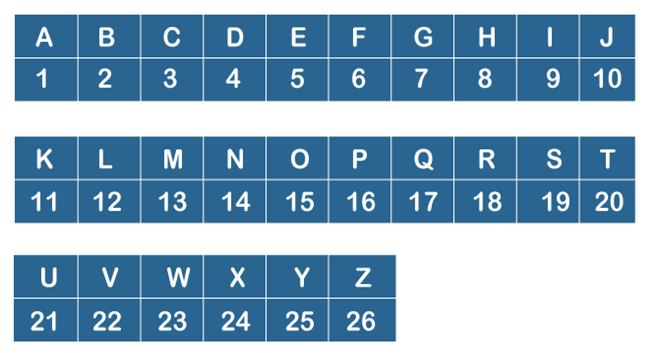 A B C D E F G H I J
1 2 3 4 5 6 7 8 9 10
K L M N O P Q R S T
11 12 13 14 15 16 17 18 19 20
U V W X Y Z
21 22 23 24 25 26